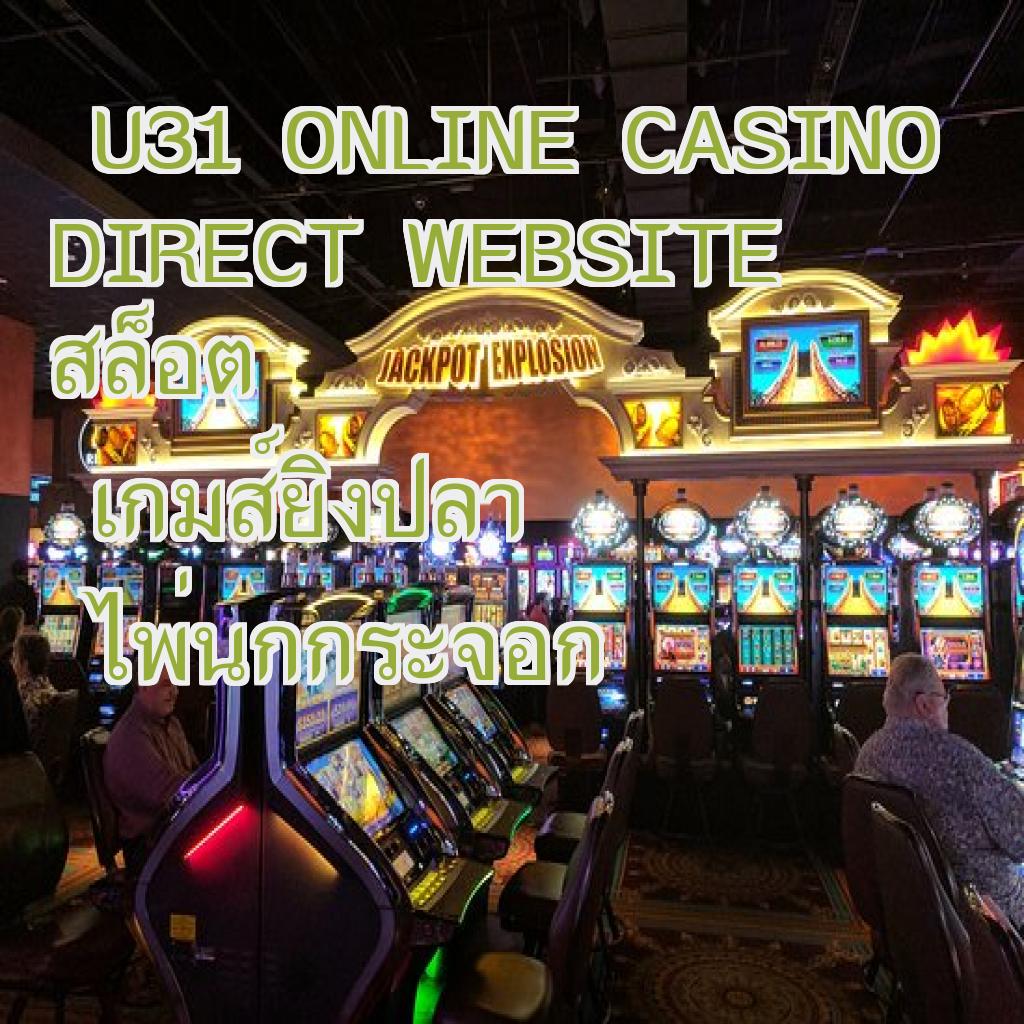 U31 ONLINE CASINO
DIRECT WEBSITE
สล็อต
JACKPOT EXPLOSION
เกมส์ยิงปลา
ไพ่นกกระจอก